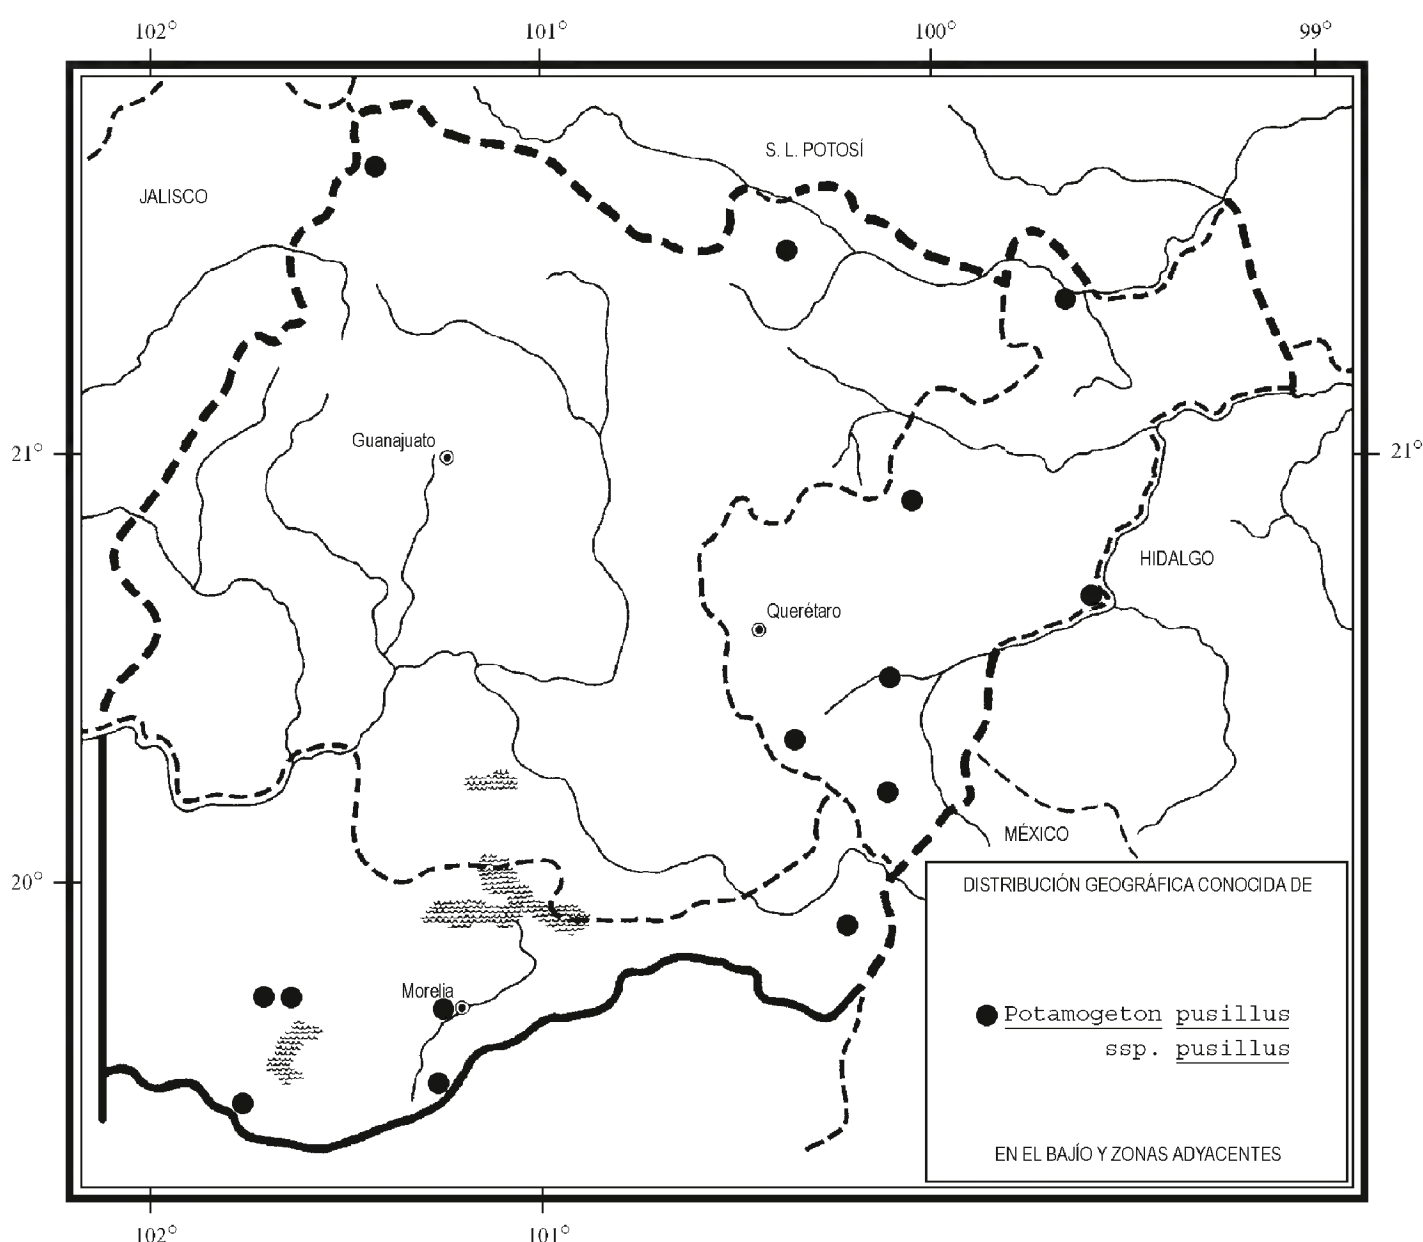 102° 101° 100° 99°
S. L. POTOSÍ
JALISCO
Guanajuato
21° 21°
HIDALGO
Querétaro
MÉXICO
20°
DISTRIBUCIÓN GEOGRÁFICA CONOCIDA DE
Morelia
Potamogeton pusillus
ssp. pusillus
EN EL BAJÍO Y ZONAS ADYACENTES
102° 101°